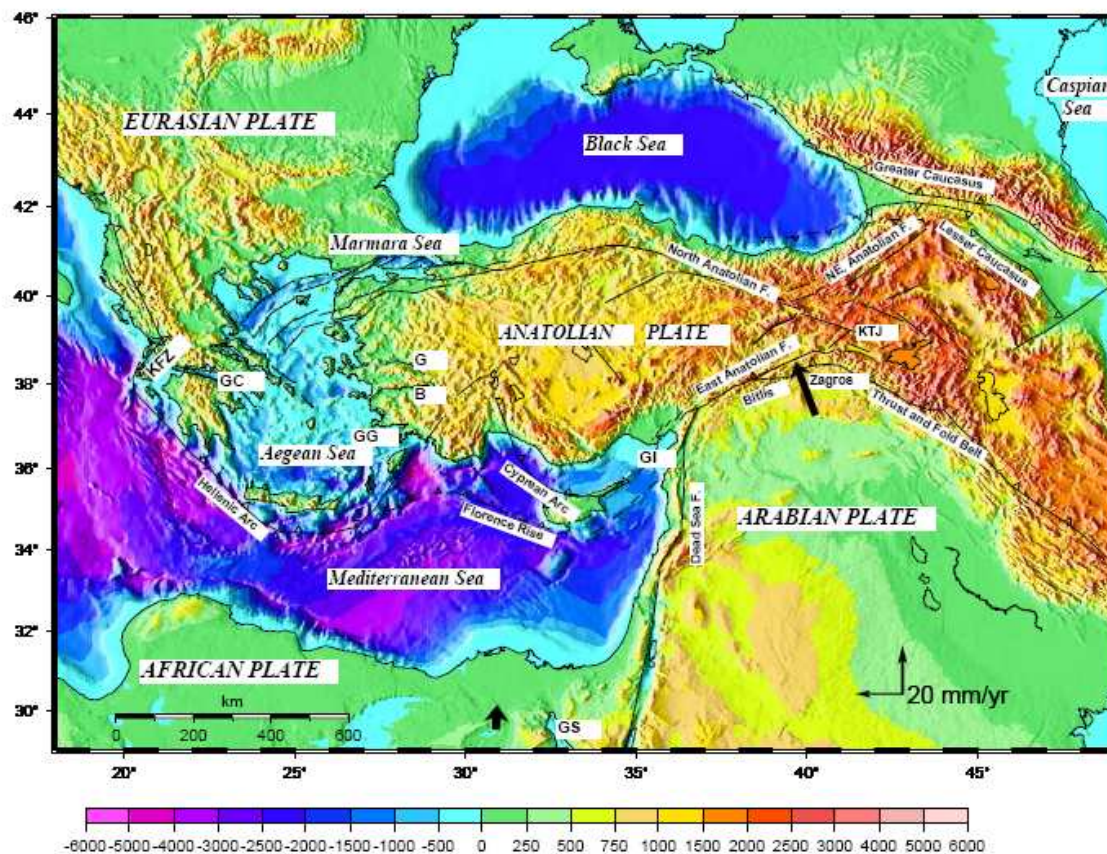 46°
44°
42°
40°
38°
36°
34°
32°
30°
EURASIAN PLATE
Black Sea
Caspian
Sea
Greater Caucasus
Marmara Sea
North Anatolian F.
NE. Anatolian F.
Lesser Caucasus
ANATOLIAN PLATE
KTJ
KFZ
GC
G
B
East Anatolian F.
Bitlis
Zagros
Thrust and Fold Belt
GG
Aegean Sea
GI
Hellenic Arc
Cyprean Arc
Florence Rise
Dead Sea F.
ARABIAN PLATE
Mediterranean Sea
AFRICAN PLATE
20 mm/yr
km
0 200 400 600
GS
20° 25° 30° 35° 40° 45°
-6000 -5000 -4000 -3000 -2500 -2000 -1500 -1000 -500 0 250 500 750 1000 1500 2000 2500 3000 4000 5000 6000